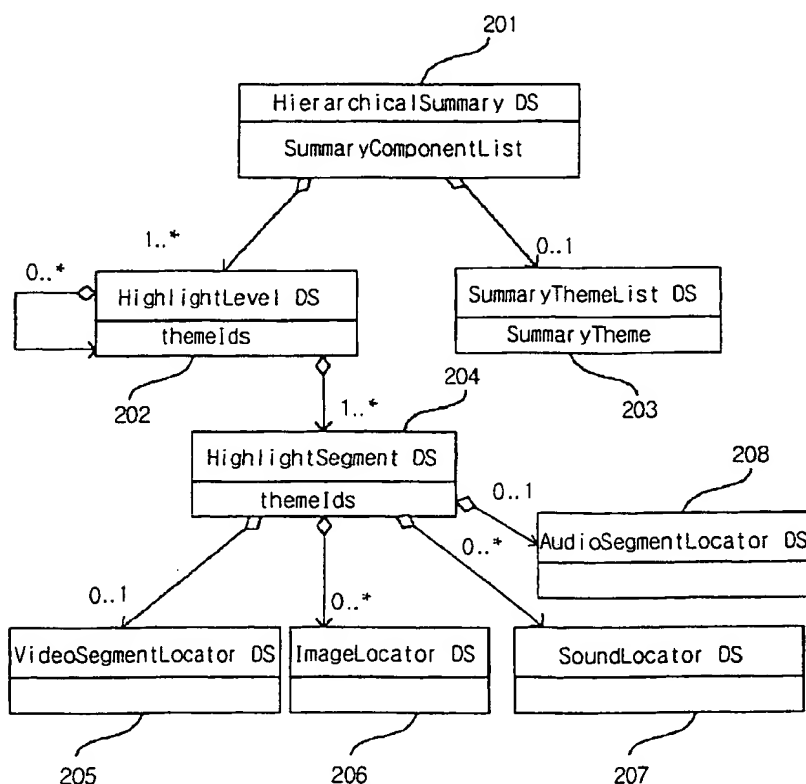 201
HierarchicalSummary DS
SummaryComponentList
1..*
0..1
0..*
HighlightLevel DS
themeIds
SummaryThemeList DS
SummaryTheme
202
203
204
1..*
HighlightSegment DS
themeIds
208
0..1
AudioSegmentLocator DS
0..*
0..1
0..*
VideoSegmentLocator DS
ImageLocator DS
SoundLocator DS
205
206
207